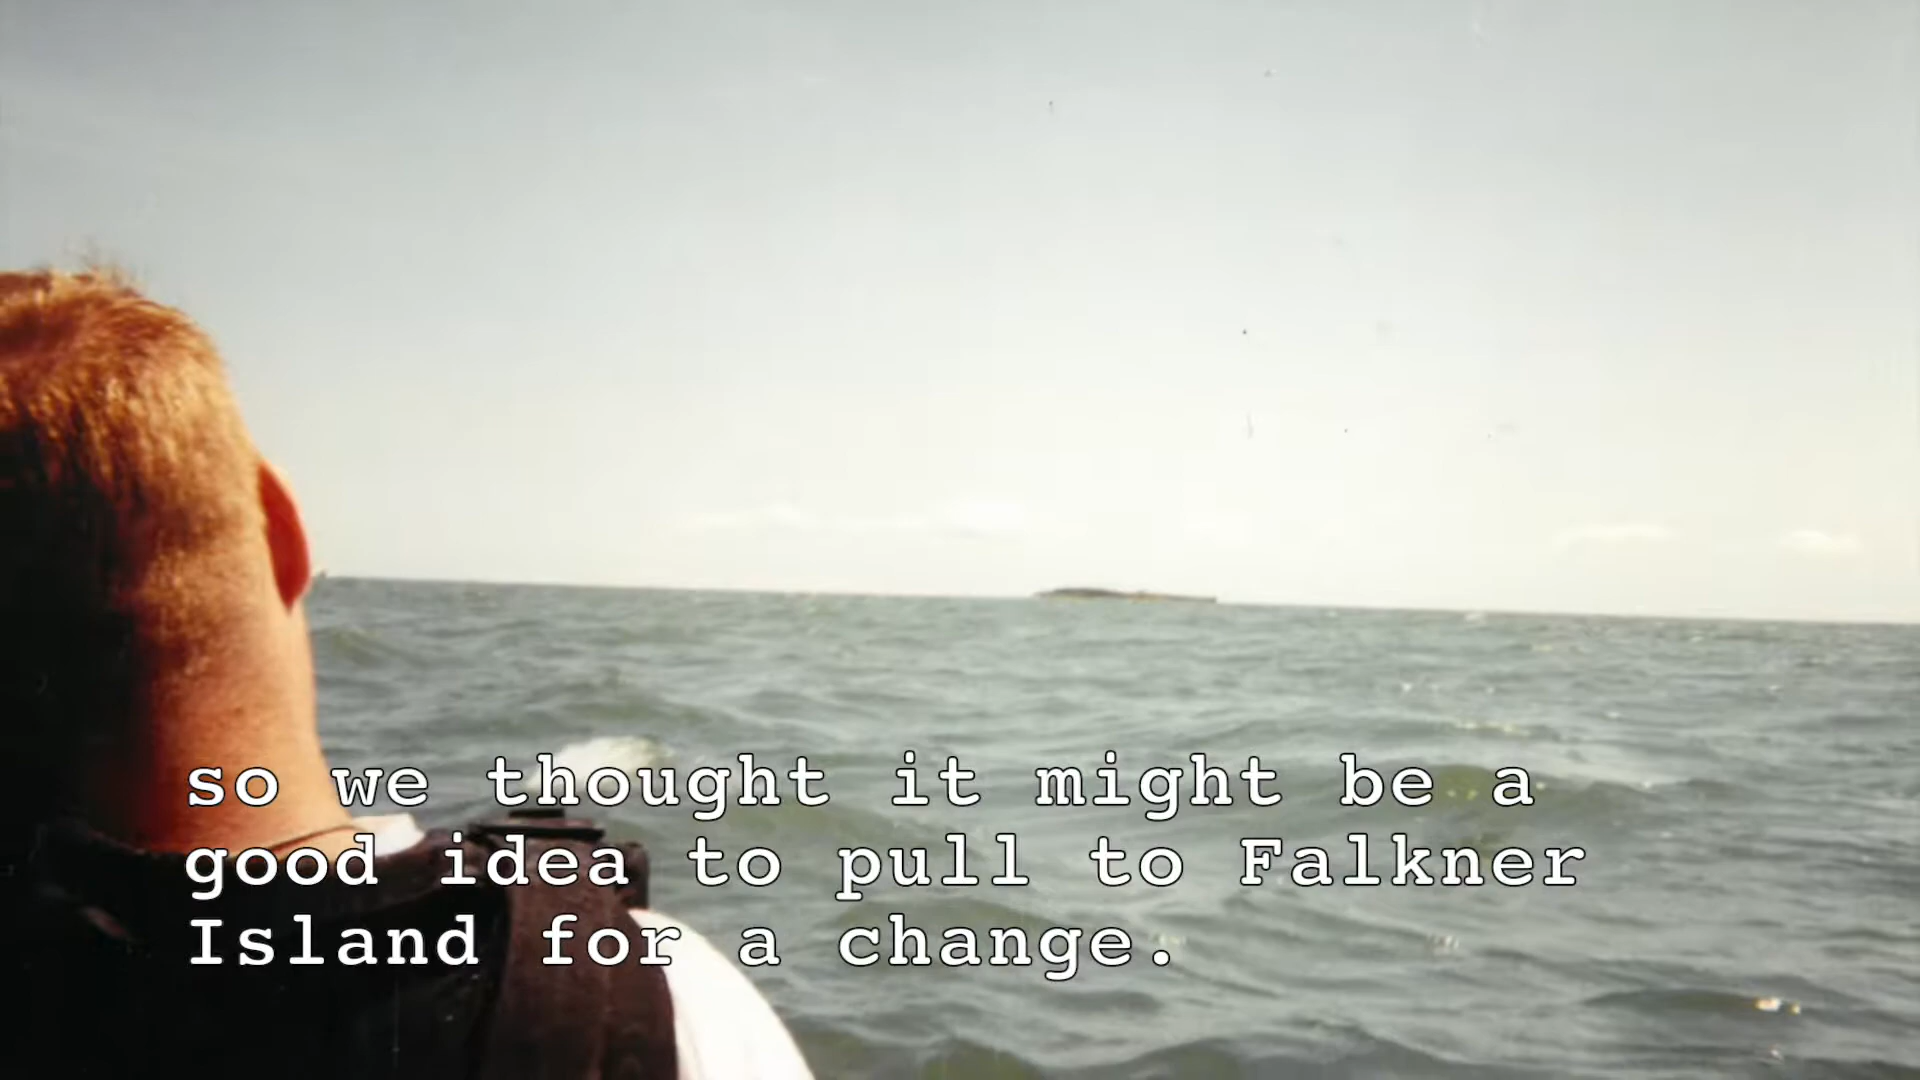 so we thought it might be a
good idea to pull to Falkner
Island for a change.